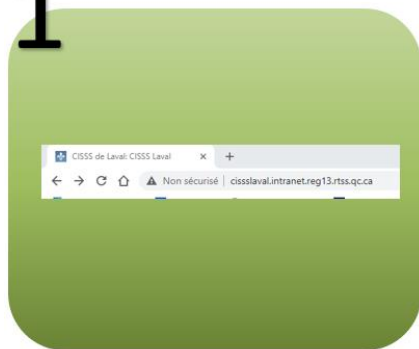 1
CISSS de Laval: CISSS Laval
Non sécurisé | cissslaval.intranet.reg13.rtss.qc.ca